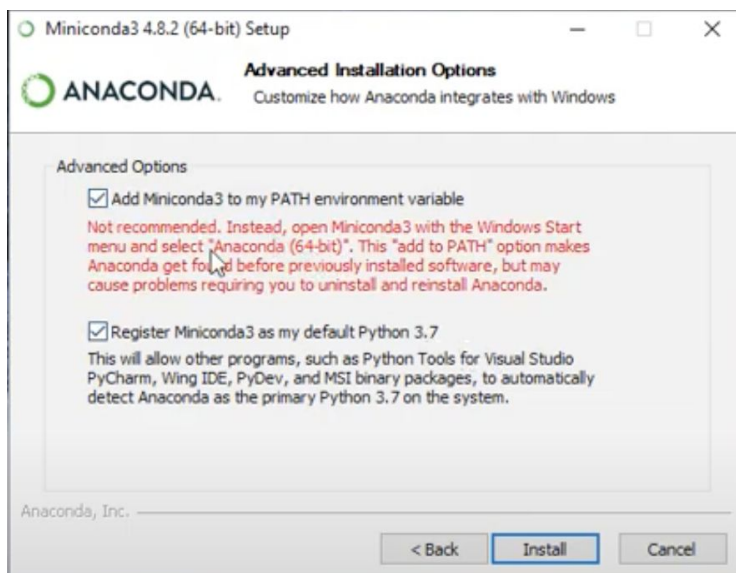 Miniconda3 4.8.2 (64-bit) Setup
ANACONDA.
Advanced Installation Options
Customize how Anaconda integrates with Windows
Advanced Options
Add Miniconda3 to my PATH environment variable
Not recommended. Instead, open Miniconda3 with the Windows Start
menu and select "Anaconda (64-bit)". This "add to PATH" option makes
Anaconda get found before previously installed software, but may
cause problems requiring you to uninstall and reinstall Anaconda.
Register Miniconda3 as my default Python 3.7
This will allow other programs, such as Python Tools for Visual Studio
PyCharm, Wing IDE, PyDev, and MSI binary packages, to automatically
detect Anaconda as the primary Python 3.7 on the system.
Anaconda, Inc.
< Back
Install
Cancel